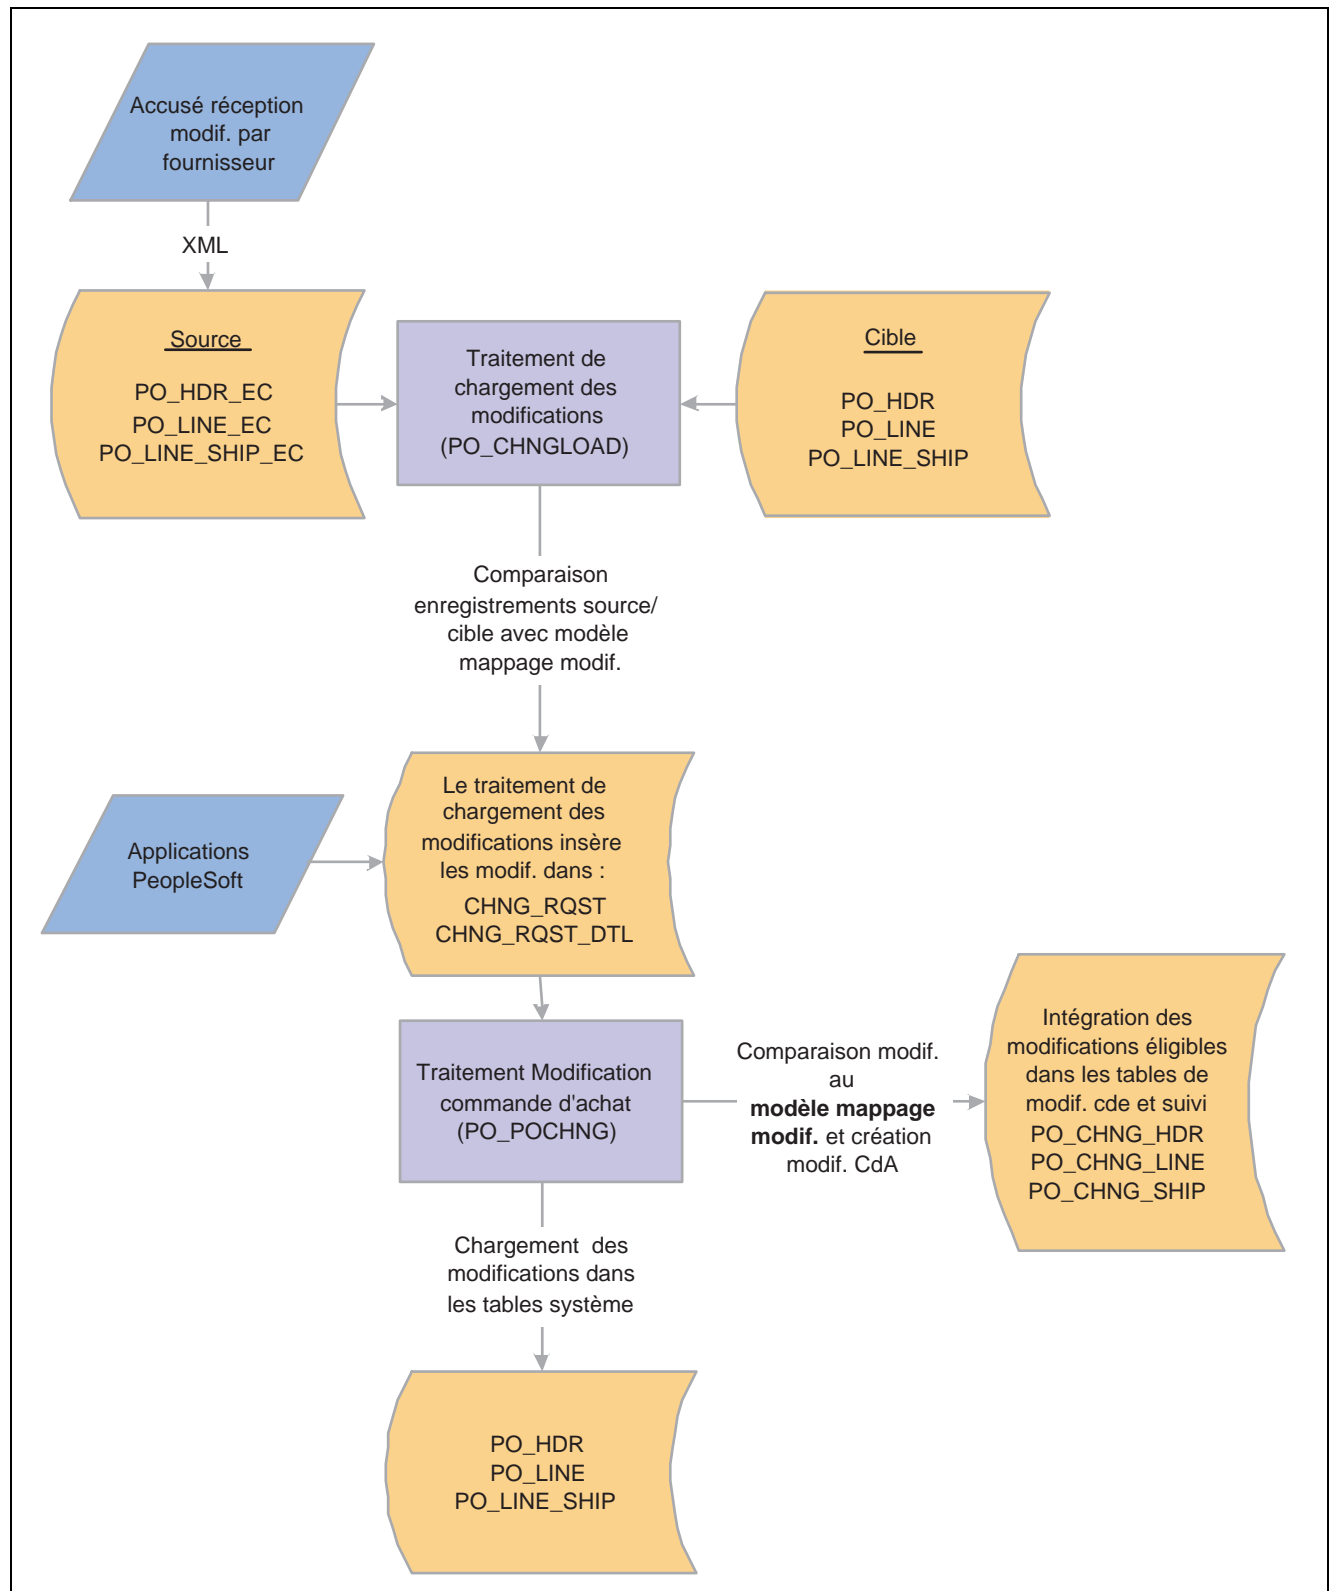 Accusé réception
modif. par
fournisseur
XML
Source
PO_HDR_EC
PO_LINE_EC
PO_LINE_SHIP_EC
Traitement de
chargement des
modifications
(PO_CHNGLOAD)
Cible
PO_HDR
PO_LINE
PO_LINE_SHIP
Comparaison
enregistrements source/
cible avec modèle
mappage modif.
Applications
PeopleSoft
Le traitement de
chargement des
modifications insère
les modif. dans :
CHNG_RQST
CHNG_RQST_DTL
Traitement Modification
commande d'achat
(PO_POCHNG)
Comparaison modif.
au
modèle mappage
modif. et création
modif. CdA
Intégration des
modifications éligibles
dans les tables de
modif. cde et suivi
PO_CHNG_HDR
PO_CHNG_LINE
PO_CHNG_SHIP
Chargement des
modifications dans
les tables système
PO_HDR
PO_LINE
PO_LINE_SHIP